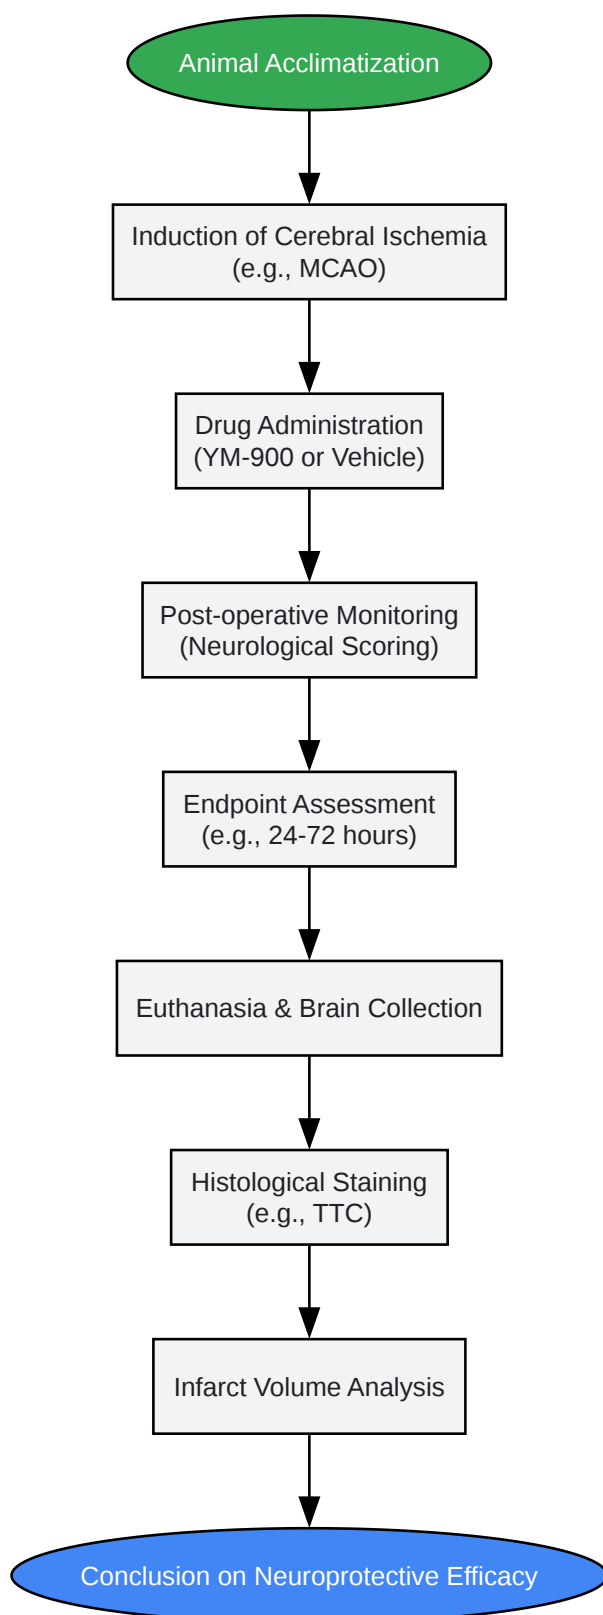 Animal Acclimatization
Induction of Cerebral Ischemia
(e.g., MCAO)
Drug Administration
(YM-900 or Vehicle)
Post-operative Monitoring
(Neurological Scoring)
Endpoint Assessment
(e.g., 24-72 hours)
Euthanasia & Brain Collection
Histological Staining
(e.g., TTC)
Infarct Volume Analysis
Conclusion on Neuroprotective Efficacy